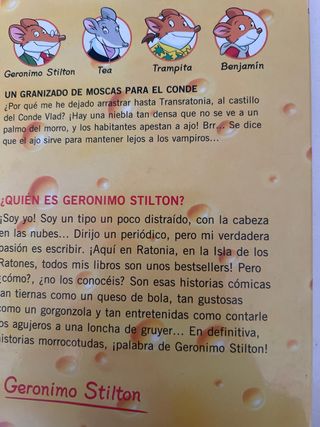 Geronimo Stilton
Tea
Trampita
Benjamín
UN GRANIZADO DE MOSCAS PARA EL CONDE
¿Por qué me he dejado arrastrar hasta Transratonia, al castillo
del Conde Vlad? ¡Hay una niebla tan densa que no se ve a un
palmo del morro, y los habitantes apestan a ajo! Brr... Se dice
que el ajo sirve para mantener lejos a los vampiros...
¿QUIÉN ES GERONIMO STILTON?
¡Soy yo! Soy un tipo un poco distraído, con la cabeza
en las nubes... Dirijo un periódico, pero mi verdadera
pasión es escribir. ¡Aquí en Ratonia, en la Isla de los
Ratones, todos mis libros son unos bestsellers! Pero
¿cómo?, ¿no los conocéis? Son esas historias cómicas
tan tiernas como un queso de bola, tan gustosas
como un gorgonzola y tan entretenidas como contarle
los agujeros a una loncha de gruyer... En definitiva,
historias morrocotudas, ¡palabra de Geronimo Stilton!
Geronimo Stilton